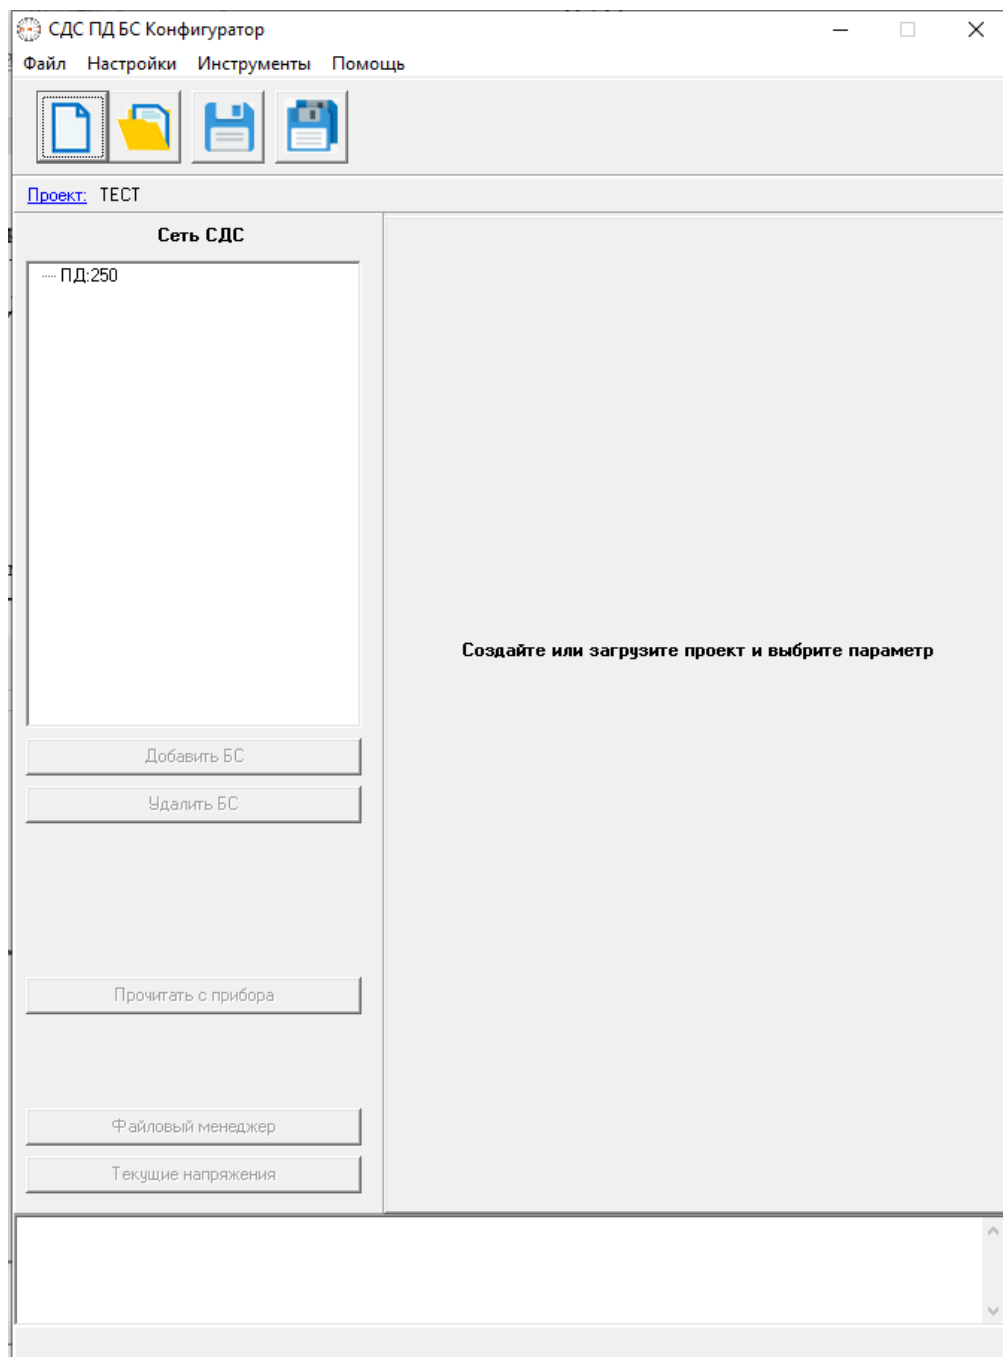 СДС ПД БС Конфигуратор
Файл Настройки Инструменты Помощь
Проект: ТЕСТ
Сеть СДС
ПД:250
Создайте или загрузите проект и выбрите параметр
Добавить БС
Удалить БС
Прочитать с прибора
Файловый менеджер
Текущие напряжения